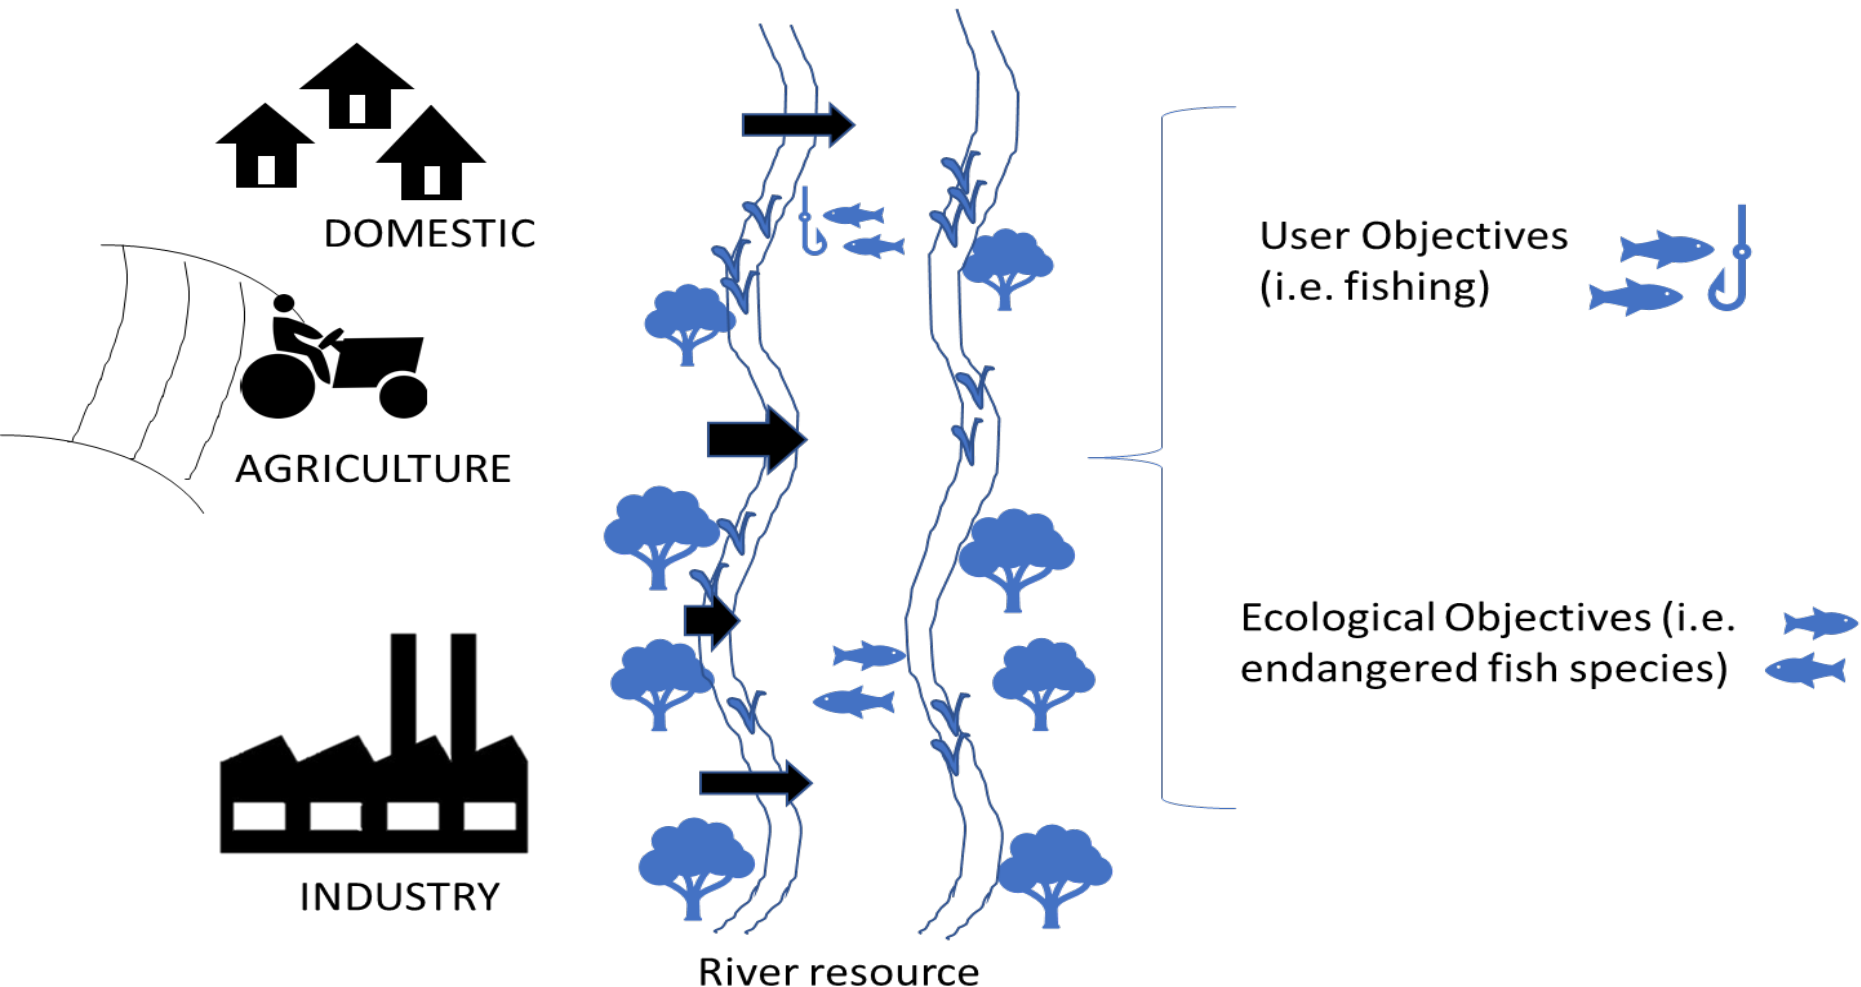 DOMESTIC
AGRICULTURE
INDUSTRY
River resource
User Objectives
(i.e. fishing)
Ecological Objectives (i.e.
endangered fish species)